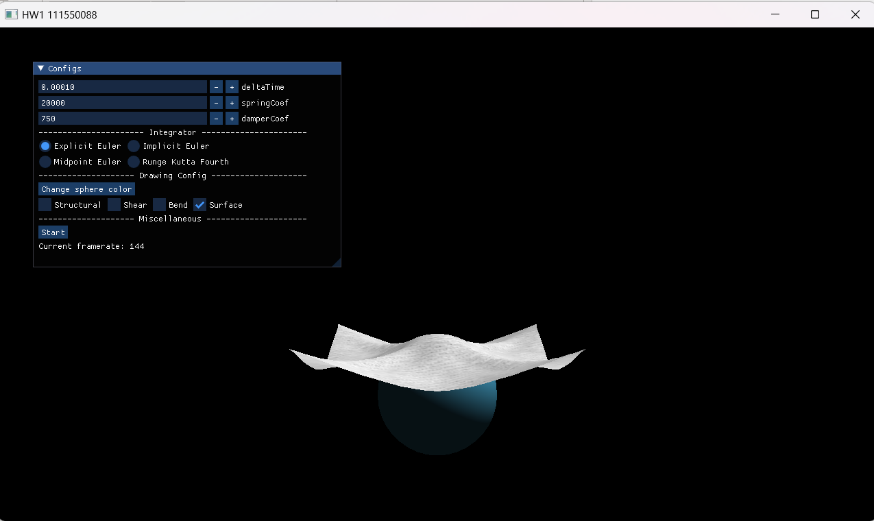 HW1 111550088
▼ Configs
0.00010 - + deltaTime
20000 - + springCoef
750 - + damperCoef
---------------------- Integrator ----------------------
Explicit Euler Implicit Euler
Midpoint Euler Runge Kutta Fourth
-------------------- Drawing Config --------------------
Change sphere color
Structural Shear Bend Surface
-------------------- Miscellaneous ---------------------
Start
Current framerate: 144